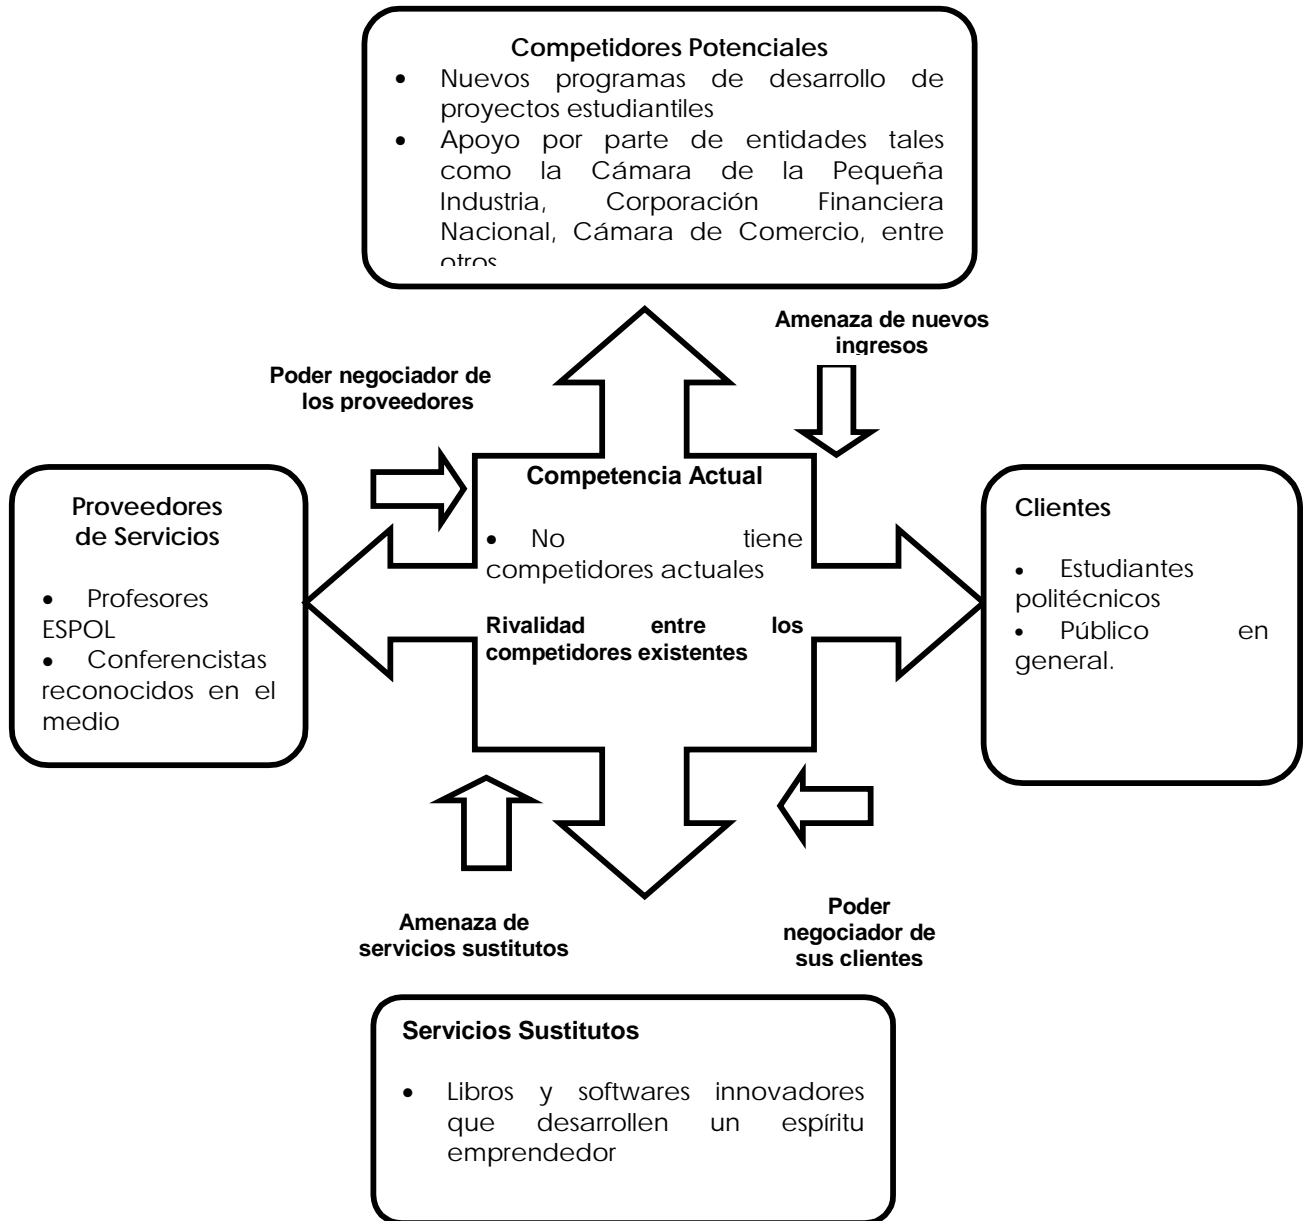 Competidores Potenciales
• Nuevos programas de desarrollo de
proyectos estudiantiles
• Apoyo por parte de entidades tales
como la Cámara de la Pequeña
Industria, Corporación Financiera
Nacional, Cámara de Comercio, entre
otros
Amenaza de nuevos
ingresos
Poder negociador de
los proveedores
Proveedores
de Servicios
• Profesores
ESPOL
• Conferencistas
reconocidos en el
medio
Competencia Actual
• No tiene
competidores actuales
Rivalidad entre los
competidores existentes
Clientes
• Estudiantes
politécnicos
• Público en
general.
Amenaza de
servicios sustitutos
Poder
negociador de
sus clientes
Servicios Sustitutos
• Libros y softwares innovadores
que desarrollen un espíritu
emprendedor